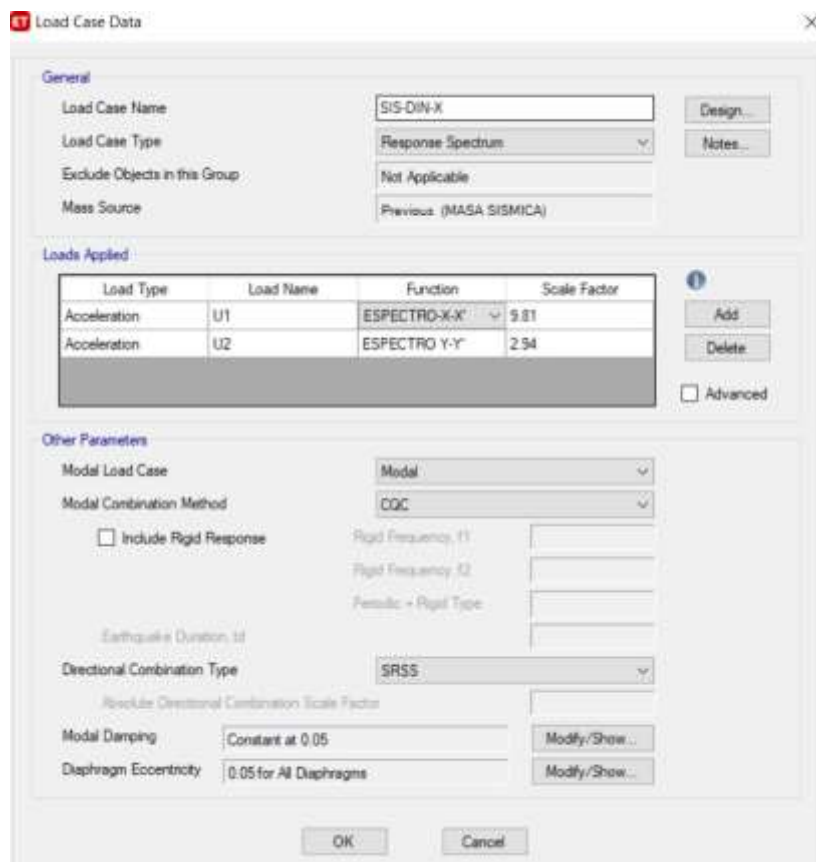 ET Load Case Data
General
Load Case Name SIS-DIN-X Design...
Load Case Type Response Spectrum Notes...
Exclude Objects in this Group Not Applicable
Mass Source Previous (MASA SISMICA)
Loads Applied
Load Type Load Name Function Scale Factor
Acceleration U1 ESPECTRO-X-X' 9.81 Add
Acceleration U2 ESPECTRO Y-Y' 2.94 Delete
Advanced
Other Parameters
Modal Load Case Modal
Modal Combination Method CQC
Include Rigid Response Rigid Frequency, f1
Rigid Frequency, f2
Periodic + Rigid Type
Earthquake Duration, td
Directional Combination Type SRSS
Absolute Directional Combination Scale Factor
Modal Damping Constant at 0.05 Modify/Show...
Diaphragm Eccentricity 0.05 for All Diaphragms Modify/Show...
OK Cancel